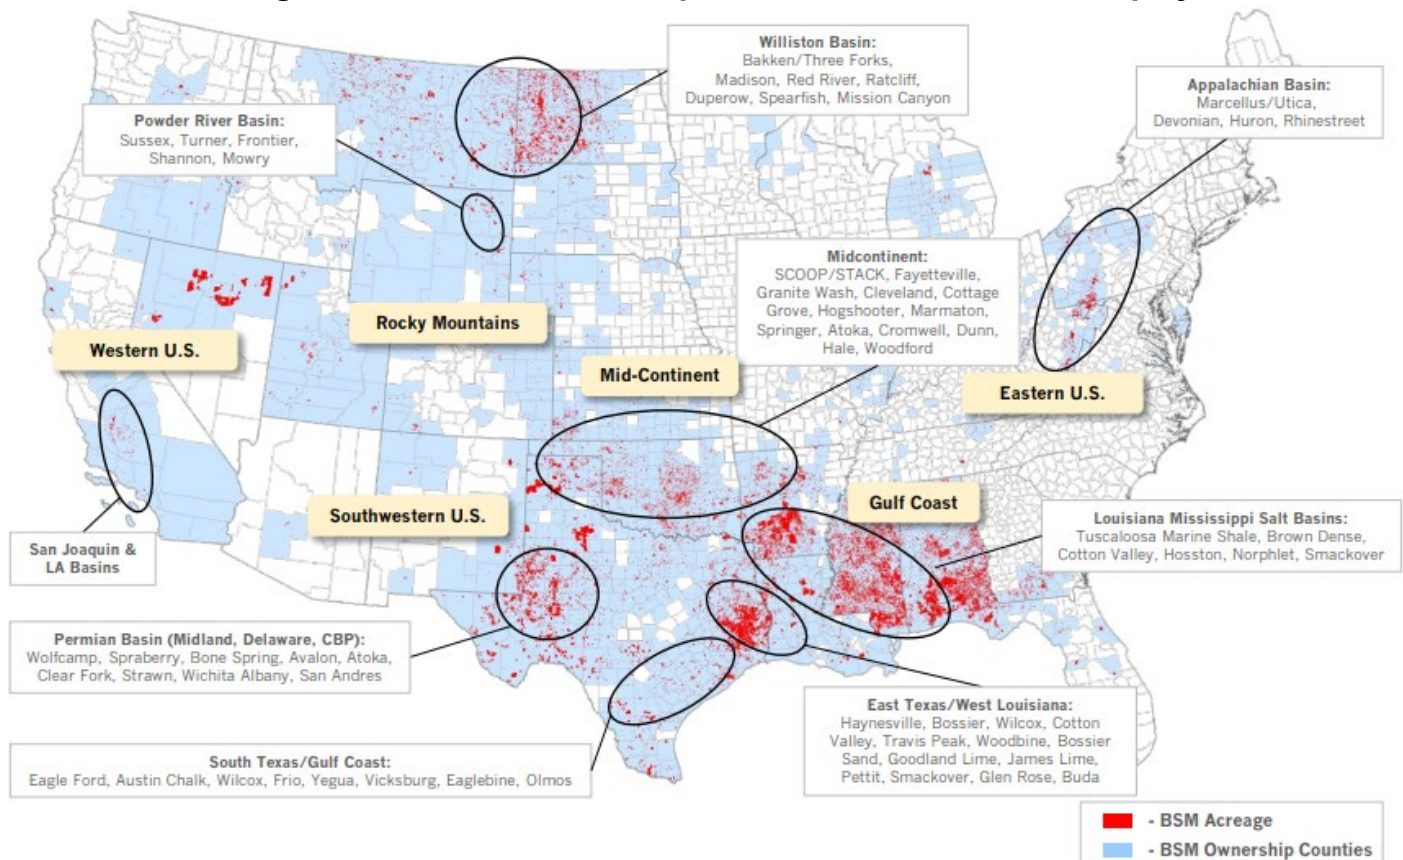 Williston Basin:
Bakken/Three Forks,
Madison, Red River, Ratcliff,
Duperow, Spearfish, Mission Canyon
Appalachian Basin:
Marcellus/Utica,
Devonian, Huron, Rhinestreet
Powder River Basin:
Sussex, Turner, Frontier,
Shannon, Mowry
Midcontinent:
SCOOP/STACK, Fayetteville,
Granite Wash, Cleveland, Cottage
Grove, Hogshooter, Marmaton,
Springer, Atoka, Cromwell, Dunn,
Hale, Woodford
Rocky Mountains
Western U.S.
Mid-Continent
Eastern U.S.
Southwestern U.S.
Gulf Coast
Louisiana Mississippi Salt Basins:
Tuscaloosa Marine Shale, Brown Dense,
Cotton Valley, Hosston, Norphlet, Smackover
San Joaquin &
LA Basins
Permian Basin (Midland, Delaware, CBP):
Wolfcamp, Spraberry, Bone Spring, Avalon, Atoka,
Clear Fork, Strawn, Wichita Albany, San Andres
East Texas/West Louisiana:
Haynesville, Bossier, Wilcox, Cotton
Valley, Travis Peak, Woodbine, Bossier
Sand, Goodland Lime, James Lime,
Pettit, Smackover, Glen Rose, Buda
South Texas/Gulf Coast:
Eagle Ford, Austin Chalk, Wilcox, Frio, Yegua, Vicksburg, Eaglebine, Olmos
- BSM Acreage
- BSM Ownership Counties